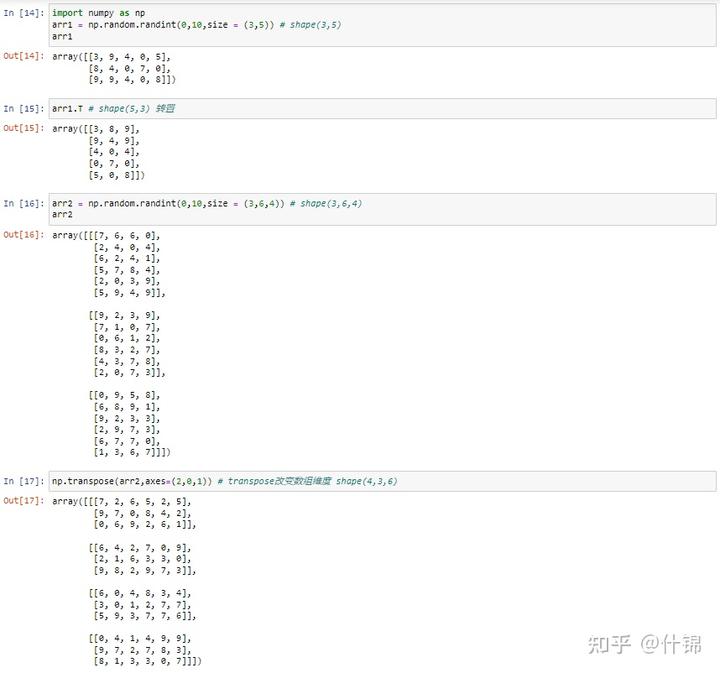 In [14]: import numpy as np
arr1 = np.random.randint(0,10,size = (3,5)) # shape(3,5)
arr1
Out[14]: array([[3, 9, 4, 0, 5],
[8, 4, 0, 7, 0],
[9, 9, 4, 0, 8]])
In [15]: arr1.T # shape(5,3) 转置
Out[15]: array([[3, 8, 9],
[9, 4, 9],
[4, 0, 4],
[0, 7, 0],
[5, 0, 8]])
In [16]: arr2 = np.random.randint(0,10,size = (3,6,4)) # shape(3,6,4)
arr2
Out[16]: array([[[7, 6, 6, 0],
[2, 4, 0, 4],
[6, 2, 4, 1],
[5, 7, 8, 4],
[2, 0, 3, 9],
[5, 9, 4, 9]],
[[9, 2, 3, 9],
[7, 1, 0, 7],
[0, 6, 1, 2],
[8, 3, 2, 7],
[4, 3, 7, 8],
[2, 0, 7, 3]],
[[0, 9, 5, 8],
[6, 8, 9, 1],
[9, 2, 3, 3],
[2, 9, 7, 3],
[6, 7, 7, 0],
[1, 3, 6, 7]]])
In [17]: np.transpose(arr2,axes=(2,0,1)) # transpose改变数组维度 shape(4,3,6)
Out[17]: array([[[7, 2, 6, 5, 2, 5],
[9, 7, 0, 8, 4, 2],
[0, 6, 9, 2, 6, 1]],
[[6, 4, 2, 7, 0, 9],
[2, 1, 6, 3, 3, 0],
[9, 8, 2, 9, 7, 3]],
[[6, 0, 4, 8, 3, 4],
[3, 0, 1, 2, 7, 7],
[5, 9, 3, 7, 7, 6]],
[[0, 4, 1, 4, 9, 9],
[9, 7, 2, 7, 8, 3],
[8, 1, 3, 3, 0, 7]]])
知乎 @什锦